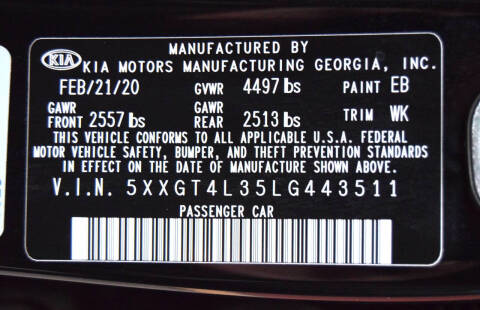 MANUFACTURED BY
KIA KIA MOTORS MANUFACTURING GEORGIA, INC.
FEB/21/20 GVWR 4497 lbs PAINT EB
GAWR FRONT 2557 lbs GAWR REAR 2513 lbs TRIM WK
THIS VEHICLE CONFORMS TO ALL APPLICABLE U.S.A. FEDERAL
MOTOR VEHICLE SAFETY, BUMPER, AND THEFT PREVENTION STANDARDS
IN EFFECT ON THE DATE OF MANUFACTURE SHOWN ABOVE.
V.I.N. 5XXGT4L35LG443511
PASSENGER CAR